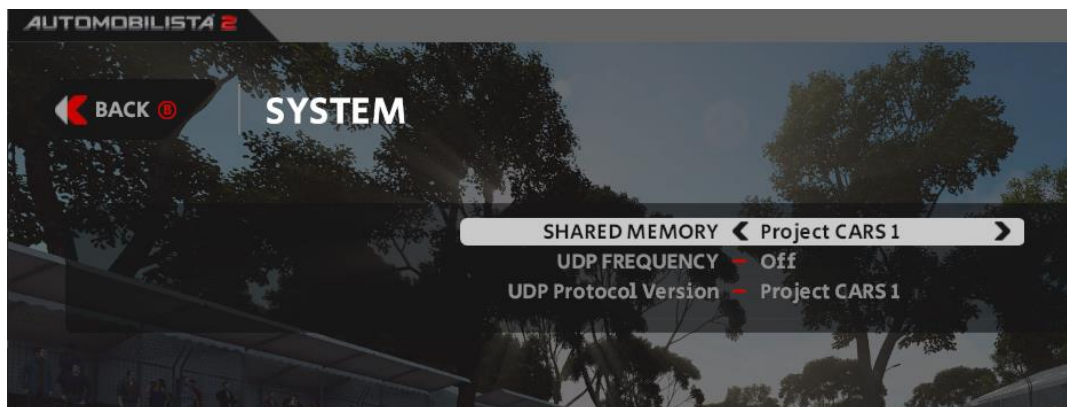 AUTOMOBILISTA 2
BACK B
SYSTEM
SHARED MEMORY Project CARS 1
UDP FREQUENCY Off
UDP Protocol Version Project CARS 1